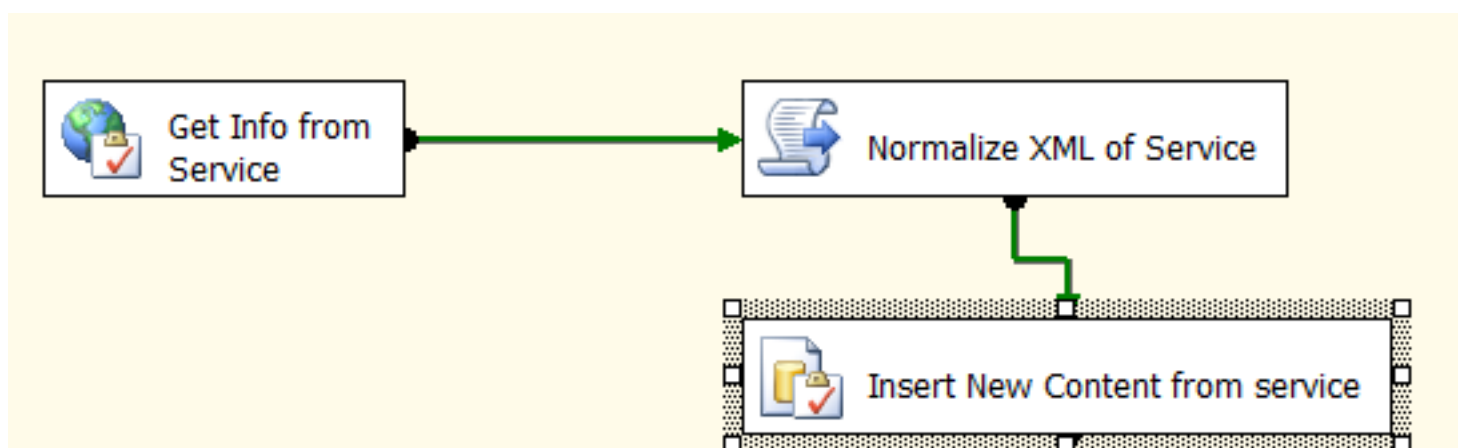 Get Info from
Service
Normalize XML of Service
Insert New Content from service